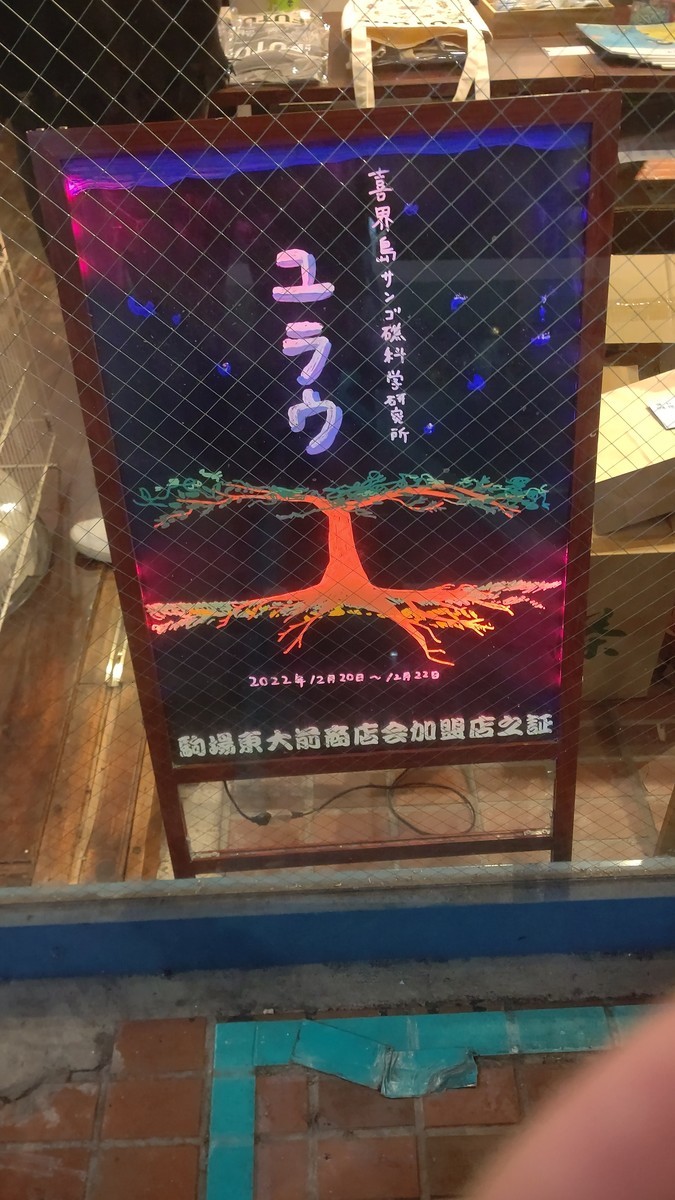 喜界島サンゴ礁科学研究所
ユラウ
2022年12月20日～12月22日
駒場東大前商店会加盟店之証